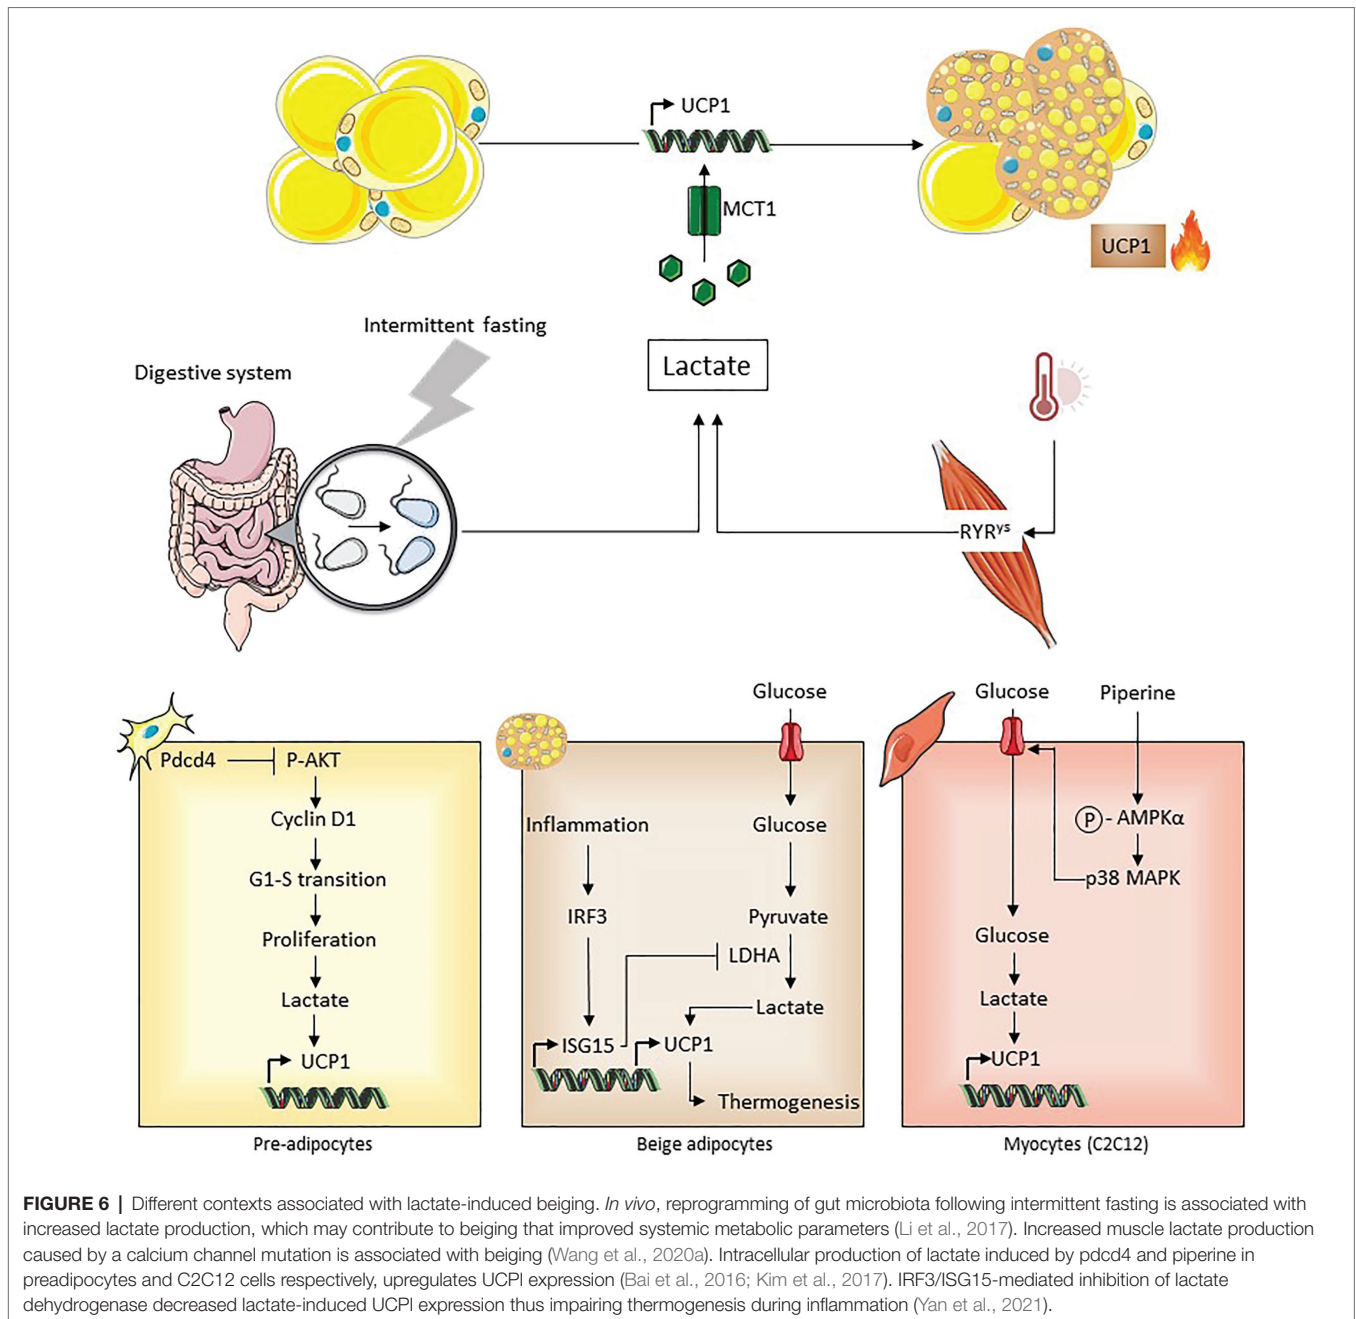 UCP1
MCT1
UCP1
Intermittent fasting
Lactate
Digestive system
RYRʸˢ
Glucose
Glucose
Piperine
Pdcd4
P-AKT
Cyclin D1
G1-S transition
Proliferation
Lactate
UCP1
Inflammation
IRF3
ISG15
Glucose
Pyruvate
LDHA
Lactate
UCP1
Thermogenesis
P - AMPKα
p38 MAPK
Glucose
Lactate
UCP1
Pre-adipocytes
Beige adipocytes
Myocytes (C2C12)
FIGURE 6 | Different contexts associated with lactate-induced beiging. In vivo, reprogramming of gut microbiota following intermittent fasting is associated with
increased lactate production, which may contribute to beiging that improved systemic metabolic parameters (Li et al., 2017). Increased muscle lactate production
caused by a calcium channel mutation is associated with beiging (Wang et al., 2020a). Intracellular production of lactate induced by pdcd4 and piperine in
preadipocytes and C2C12 cells respectively, upregulates UCPI expression (Bai et al., 2016; Kim et al., 2017). IRF3/ISG15-mediated inhibition of lactate
dehydrogenase decreased lactate-induced UCPI expression thus impairing thermogenesis during inflammation (Yan et al., 2021).